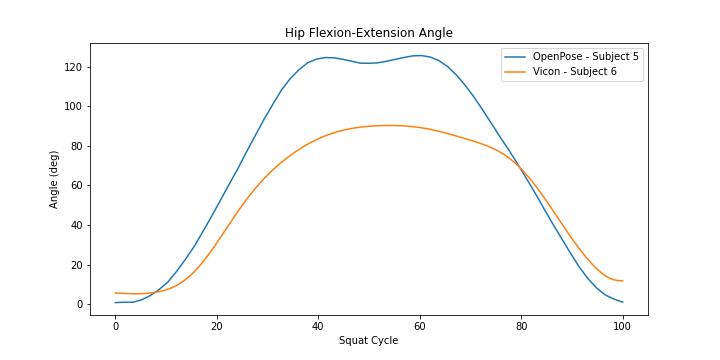 Hip Flexion-Extension Angle
OpenPose - Subject 5
Vicon - Subject 6
Angle (deg)
120
100
80
60
40
20
0
0 20 40 60 80 100
Squat Cycle